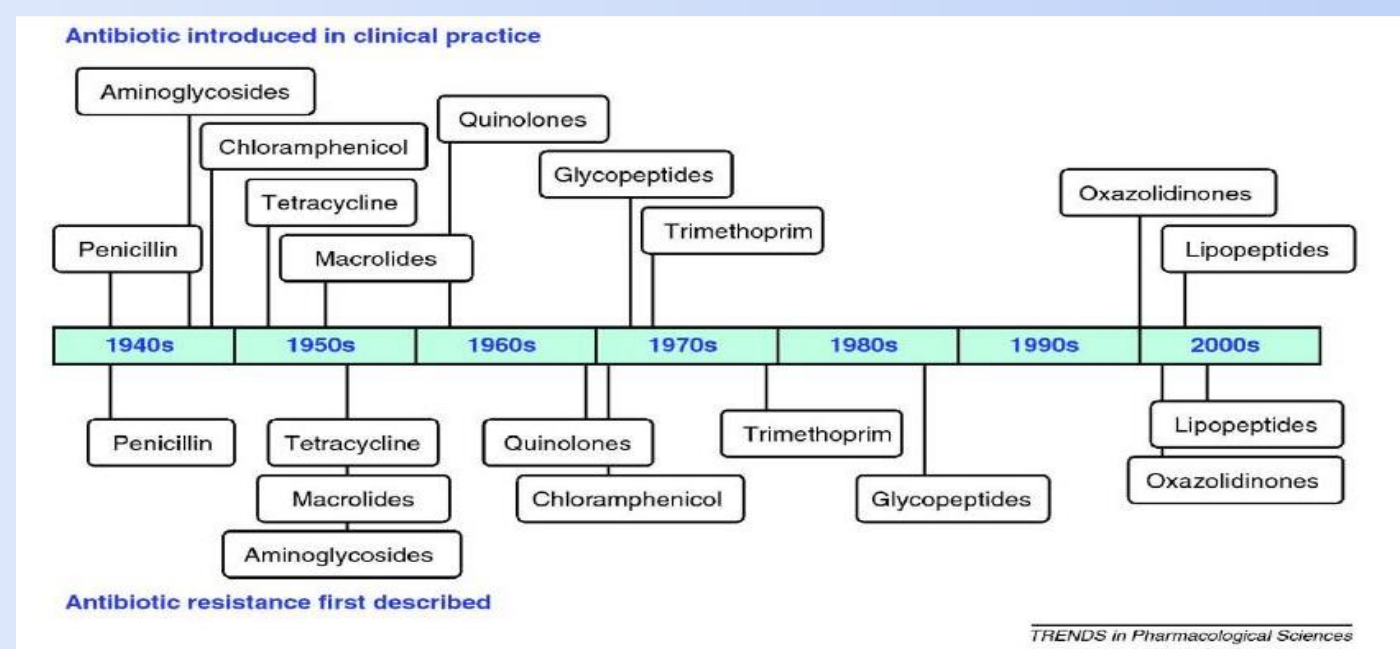 Antibiotic introduced in clinical practice
Aminoglycosides
Quinolones
Chloramphenicol
Glycopeptides
Oxazolidinones
Tetracycline
Trimethoprim
Penicillin
Macrolides
Lipopeptides
1940s 1950s 1960s 1970s 1980s 1990s 2000s
Penicillin
Tetracycline
Quinolones
Trimethoprim
Lipopeptides
Macrolides
Chloramphenicol
Glycopeptides
Oxazolidinones
Aminoglycosides
Antibiotic resistance first described
TRENDS in Pharmacological Sciences